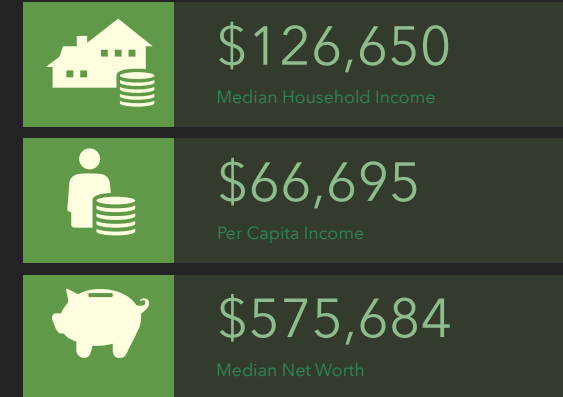 $126,650
Median Household Income
$66,695
Per Capita Income
$575,684
Median Net Worth